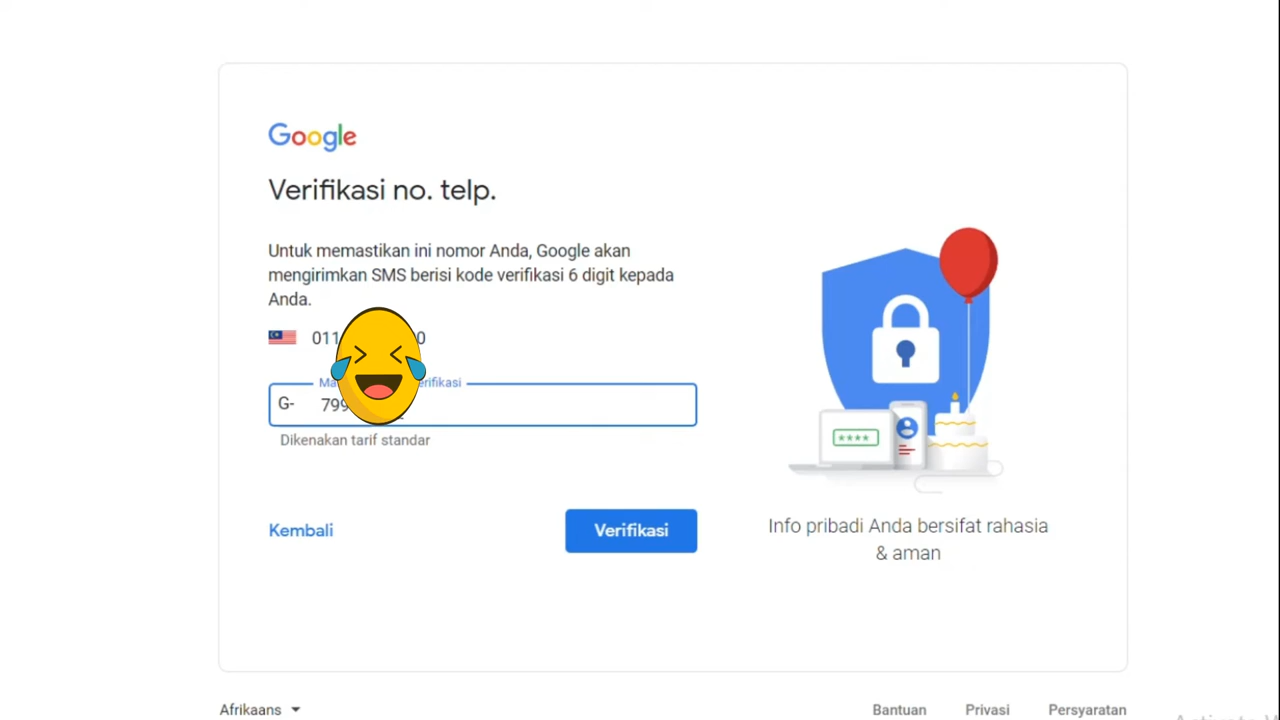 Google
Verifikasi no. telp.
Untuk memastikan ini nomor Anda, Google akan
mengirimkan SMS berisi kode verifikasi 6 digit kepada
Anda.
011 0
Ma erifikasi
G- 799
Dikenakan tarif standar
Kembali
Verifikasi
****
Info pribadi Anda bersifat rahasia
& aman
Afrikaans
Bantuan
Privasi
Persyaratan